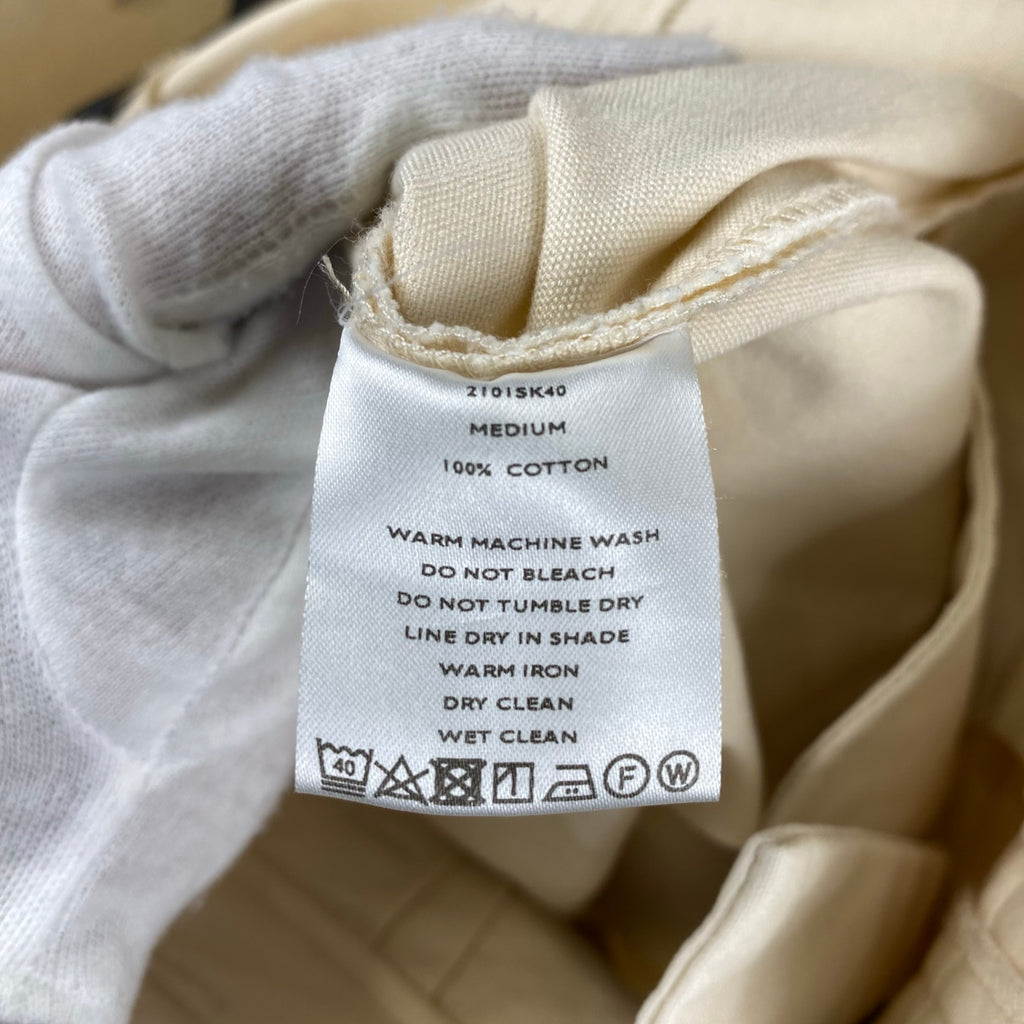 2101SK40
MEDIUM
100% COTTON
WARM MACHINE WASH
DO NOT BLEACH
DO NOT TUMBLE DRY
LINE DRY IN SHADE
WARM IRON
DRY CLEAN
WET CLEAN
40 F W